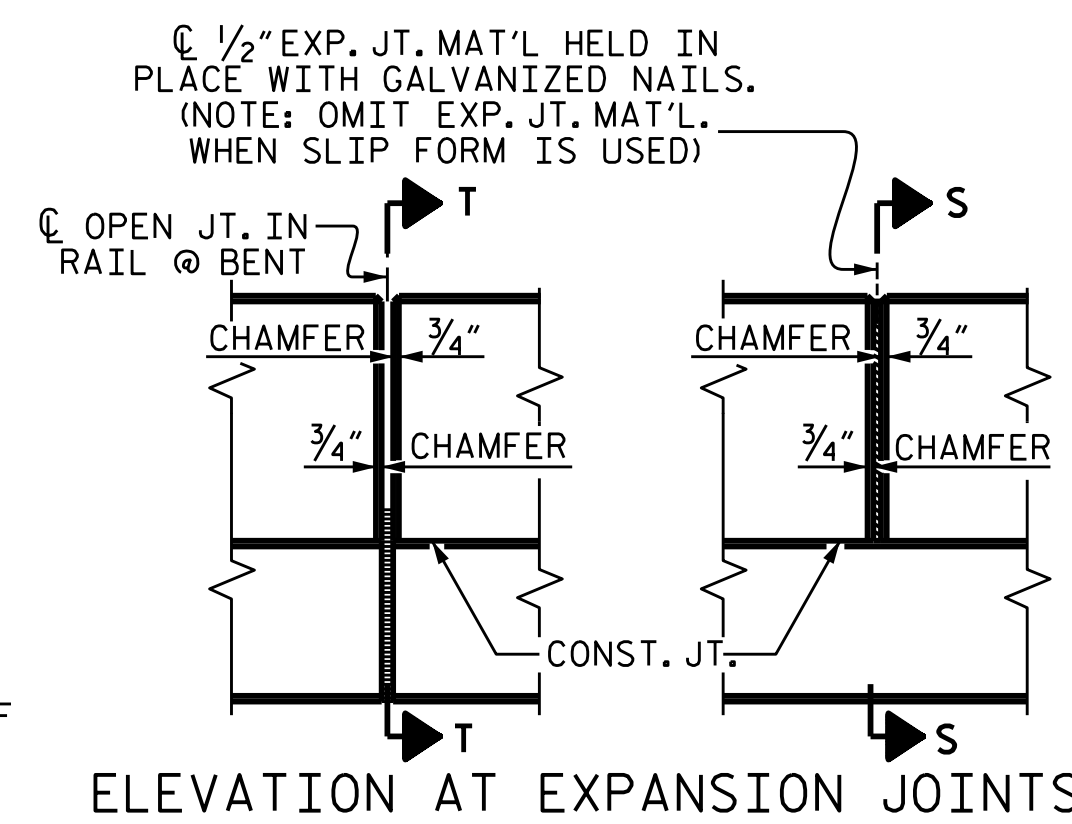 ℄ 1/2" EXP. JT. MAT'L HELD IN
PLACE WITH GALVANIZED NAILS.
(NOTE: OMIT EXP. JT. MAT'L.
WHEN SLIP FORM IS USED)
T
S
℄ OPEN JT. IN
RAIL @ BENT
CHAMFER
3/4"
CHAMFER
3/4"
3/4"
CHAMFER
3/4"
CHAMFER
CONST. JT.
T
S
ELEVATION AT EXPANSION JOINTS